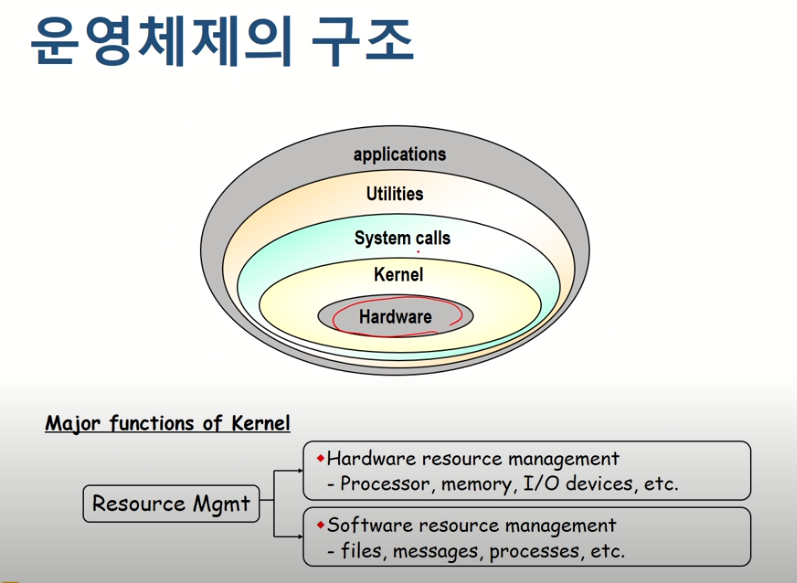 운영체제의 구조
applications
Utilities
System calls
Kernel
Hardware
Major functions of Kernel
Resource Mgmt
◆Hardware resource management
- Processor, memory, I/O devices, etc.
◆Software resource management
- files, messages, processes, etc.